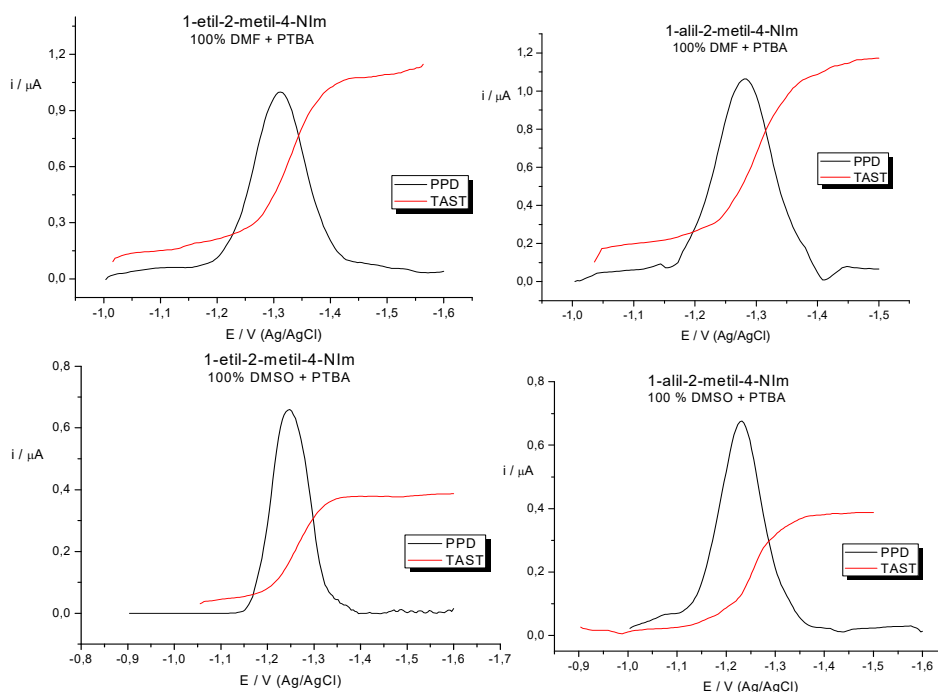 1-etil-2-metil-4-NIm
100% DMF + PTBA
1,2
i / μA
0,9
0,6
0,3
0,0
PPD
TAST
-1,0 -1,1 -1,2 -1,3 -1,4 -1,5 -1,6
E / V (Ag/AgCl)
1-alil-2-metil-4-NIm
100% DMF + PTBA
1,2
i / μA
1,0
0,8
0,6
0,4
0,2
0,0
PPD
TAST
-1,0 -1,1 -1,2 -1,3 -1,4 -1,5
E / V (Ag/AgCl)
1-etil-2-metil-4-NIm
100% DMSO + PTBA
0,8
0,6
i / μA
0,4
0,2
0,0
PPD
TAST
-0,8 -0,9 -1,0 -1,1 -1,2 -1,3 -1,4 -1,5 -1,6 -1,7
E / V (Ag/AgCl)
1-alil-2-metil-4-NIm
100 % DMSO + PTBA
0,8
0,6
i / μA
0,4
0,2
0,0
PPD
TAST
-0,9 -1,0 -1,1 -1,2 -1,3 -1,4 -1,5 -1,6
E / V (Ag/AgCl)